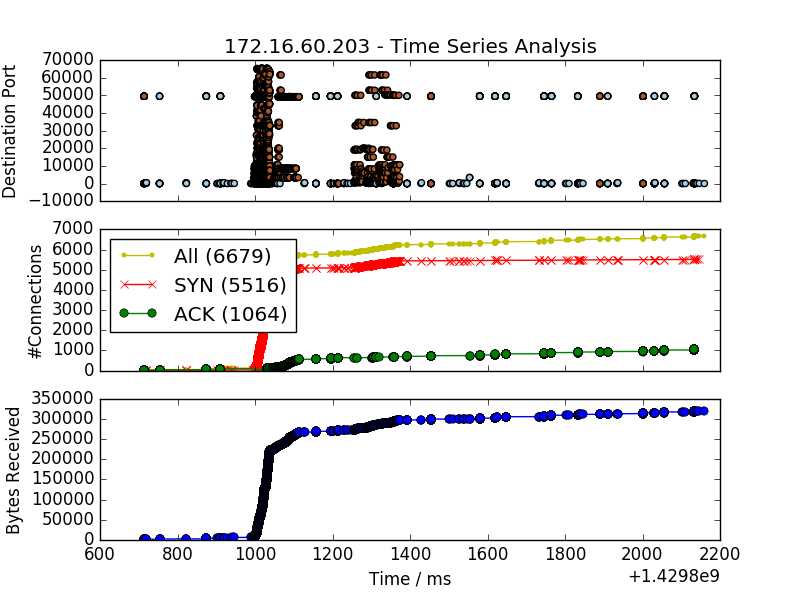 172.16.60.203 - Time Series Analysis
Destination Port
70000
60000
50000
40000
30000
20000
10000
0
−10000
#Connections
7000
6000
5000
4000
3000
2000
1000
0
All (6679)
SYN (5516)
ACK (1064)
Bytes Received
350000
300000
250000
200000
150000
100000
50000
0
600 800 1000 1200 1400 1600 1800 2000 2200
Time / ms
+1.4298e9